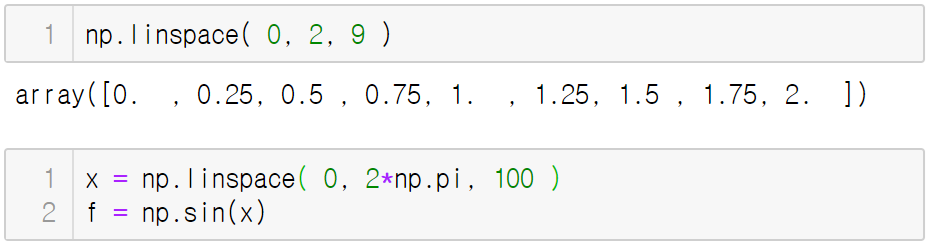 1 np.linspace( 0, 2, 9 )
array([0.  , 0.25, 0.5 , 0.75, 1.  , 1.25, 1.5 , 1.75, 2.  ])
1 x = np.linspace( 0, 2*np.pi, 100 )
2 f = np.sin(x)